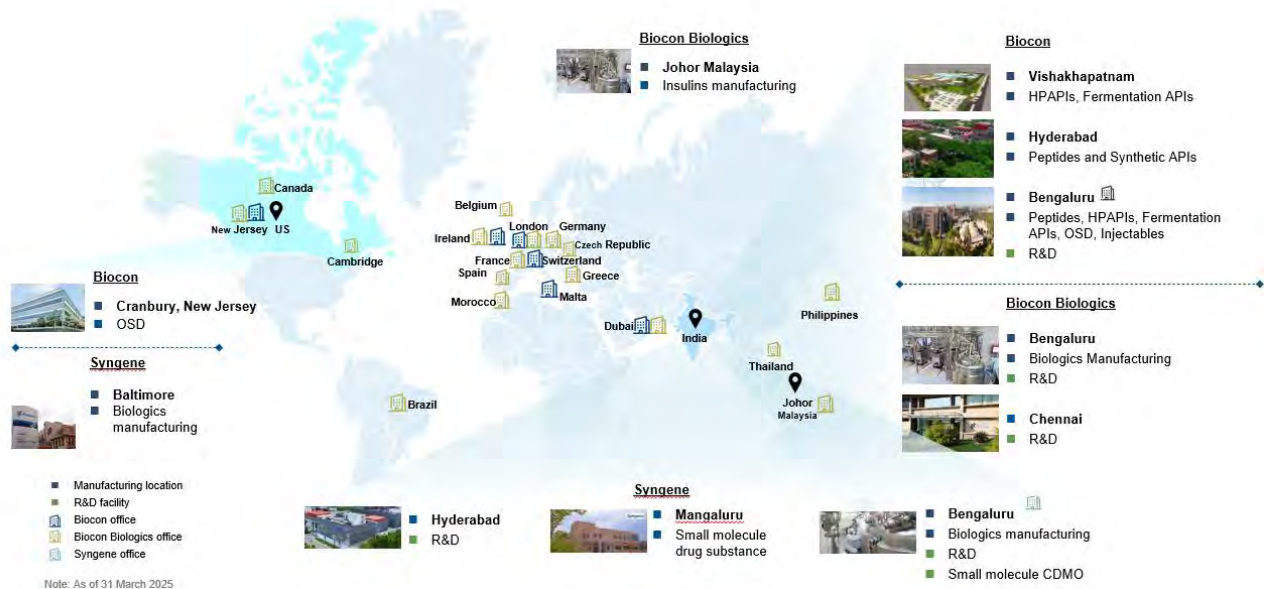 Biocon Biologics
Johor Malaysia
Insulins manufacturing
Biocon
Vishakhapatnam
HPAPIs, Fermentation APIs
Hyderabad
Peptides and Synthetic APIs
Bengaluru
Peptides, HPAPIs, Fermentation
APIs, OSD, Injectables
R&D
Canada
New Jersey US
Cambridge
Belgium
Ireland
London
Germany
Czech Republic
France
Switzerland
Spain
Greece
Morocco
Malta
Dubai
India
Philippines
Thailand
Johor
Malaysia
Brazil
Biocon
Cranbury, New Jersey
OSD
Syngene
Baltimore
Biologics
manufacturing
Biocon Biologics
Bengaluru
Biologics Manufacturing
R&D
Chennai
R&D
Manufacturing location
R&D facility
Biocon office
Biocon Biologics office
Syngene office
Syngene
Hyderabad
R&D
Mangaluru
Small molecule
drug substance
Bengaluru
Biologics manufacturing
R&D
Small molecule CDMO
Note: As of 31 March 2025